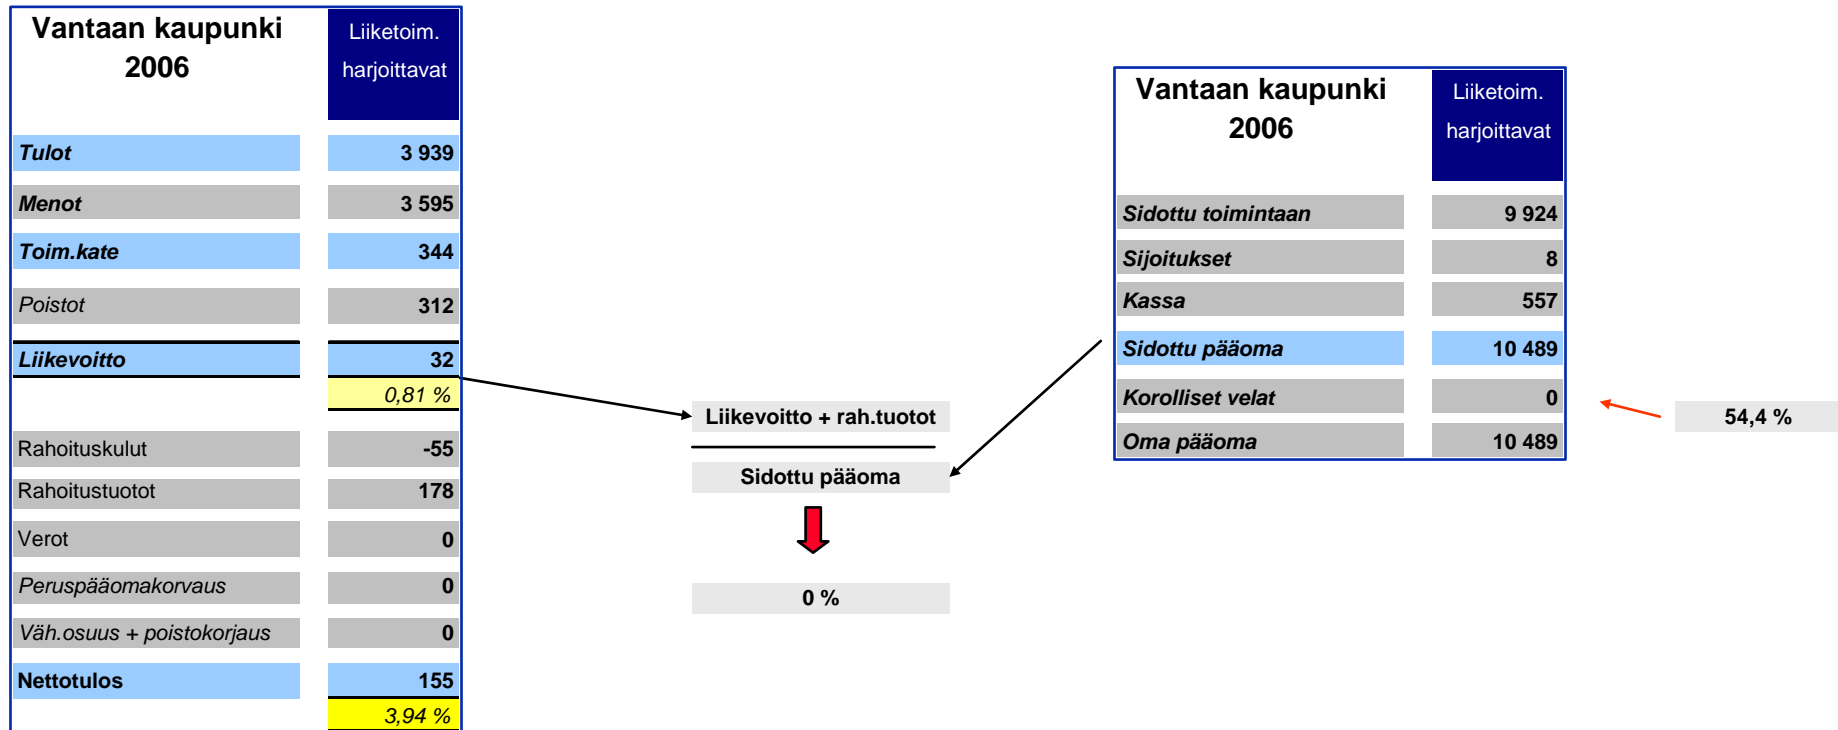 Vantaan kaupunki
2006
Liiketoim.
harjoittavat
Tulot 3 939
Menot 3 595
Toim.kate 344
Poistot 312
Liikevoitto 32
0,81 %
Rahoituskulut -55
Rahoitustuotot 178
Verot 0
Peruspääomakorvaus 0
Väh.osuus + poistokorjaus 0
Nettotulos 155
3,94 %
Liikevoitto + rah.tuotot
Sidottu pääoma
0 %
Vantaan kaupunki
2006
Liiketoim.
harjoittavat
Sidottu toimintaan 9 924
Sijoitukset 8
Kassa 557
Sidottu pääoma 10 489
Korolliset velat 0
Oma pääoma 10 489
54,4 %